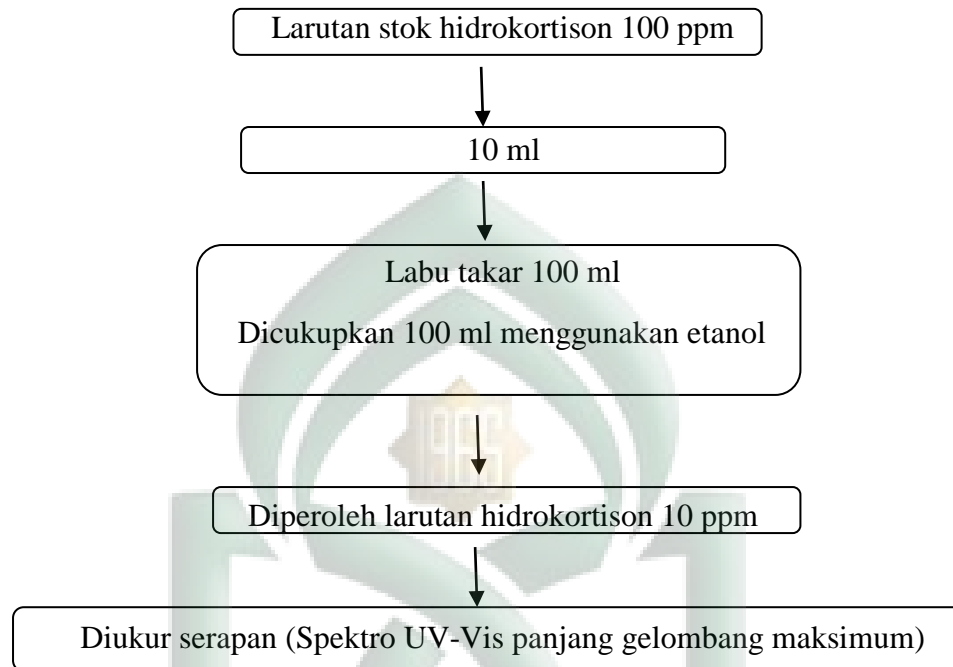 Larutan stok hidrokortison 100 ppm
10 ml
Labu takar 100 ml
Dicukupkan 100 ml menggunakan etanol
1965
Diperoleh larutan hidrokortison 10 ppm
Diukur serapan (Spektro UV-Vis panjang gelombang maksimum)